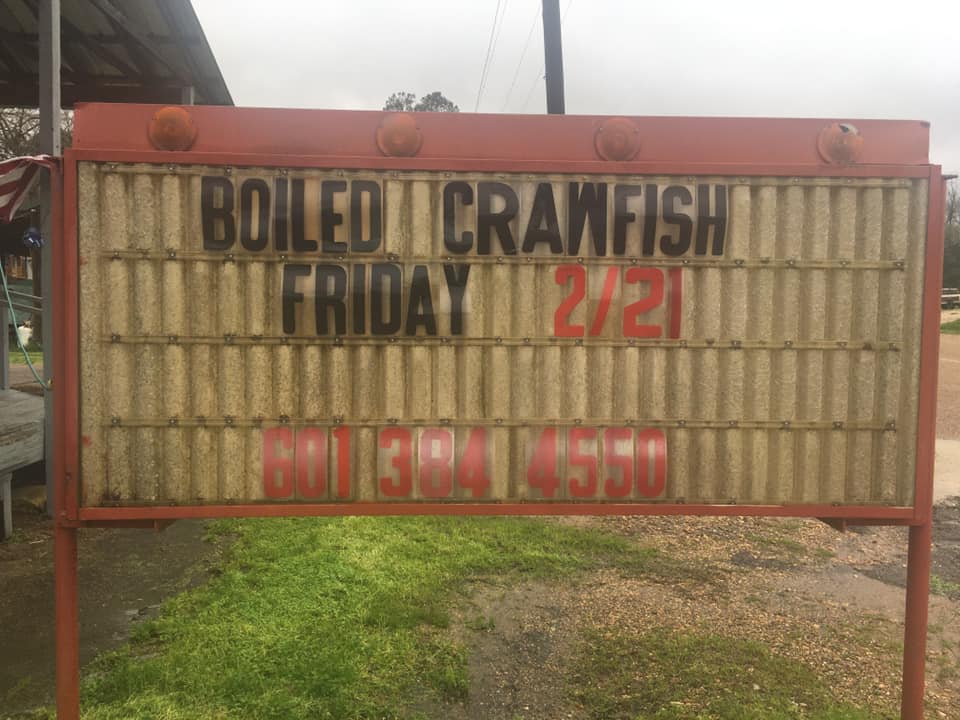 BOILED CRAWFISH
FRIDAY 2/21
601 384 4550